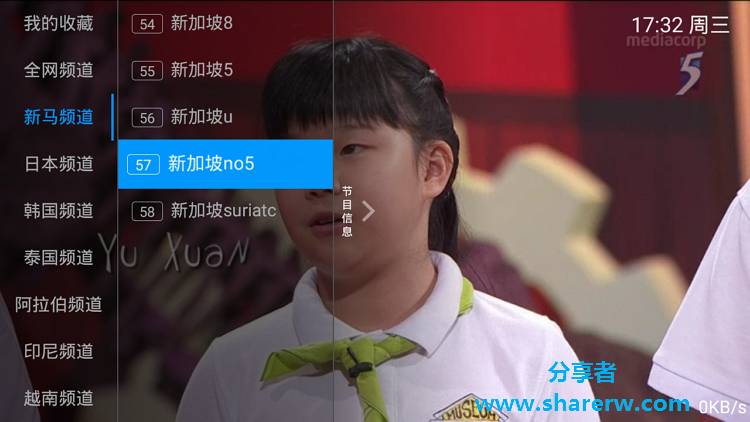 我的收藏
全网频道
新马频道
日本频道
韩国频道
泰国频道
阿拉伯频道
印尼频道
越南频道
54 新加坡8
55 新加坡5
56 新加坡u
57 新加坡no5
58 新加坡suriatc
节目信息
17:32 周三
mediacorp
5
Yu Xuan
分享者
www.sharerw.com
0KB/s